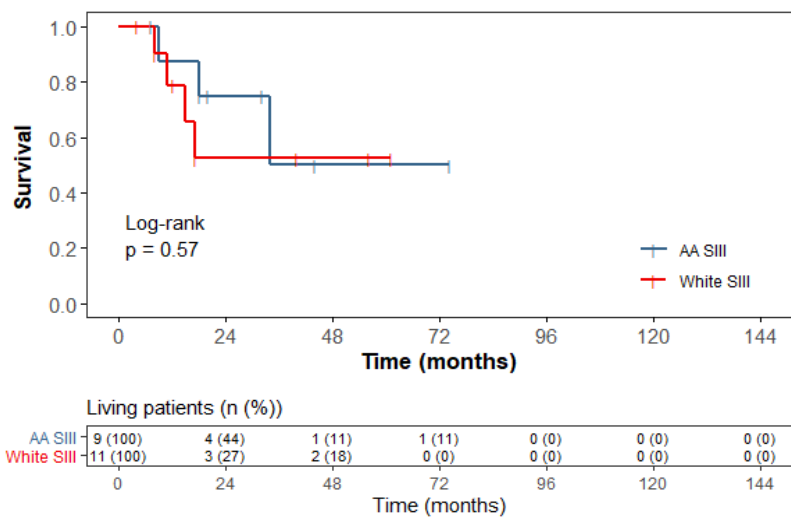 1.0
0.8
0.6
0.4
0.2
0.0
Survival
Log-rank
p = 0.57
AA SIII
White SIII
0 24 48 72 96 120 144
Time (months)
Living patients (n (%))
AA SIII 9 (100) 4 (44) 1 (11) 1 (11) 0 (0) 0 (0) 0 (0)
White SIII 11 (100) 3 (27) 2 (18) 0 (0) 0 (0) 0 (0) 0 (0)
0 24 48 72 96 120 144
Time (months)